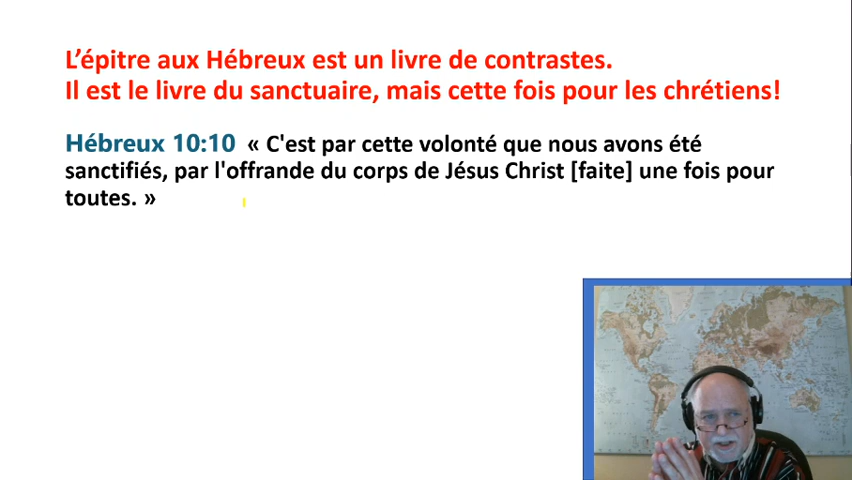 L’épitre aux Hébreux est un livre de contrastes.
Il est le livre du sanctuaire, mais cette fois pour les chrétiens!
Hébreux 10:10 « C'est par cette volonté que nous avons été
sanctifiés, par l'offrande du corps de Jésus Christ [faite] une fois pour
toutes. »